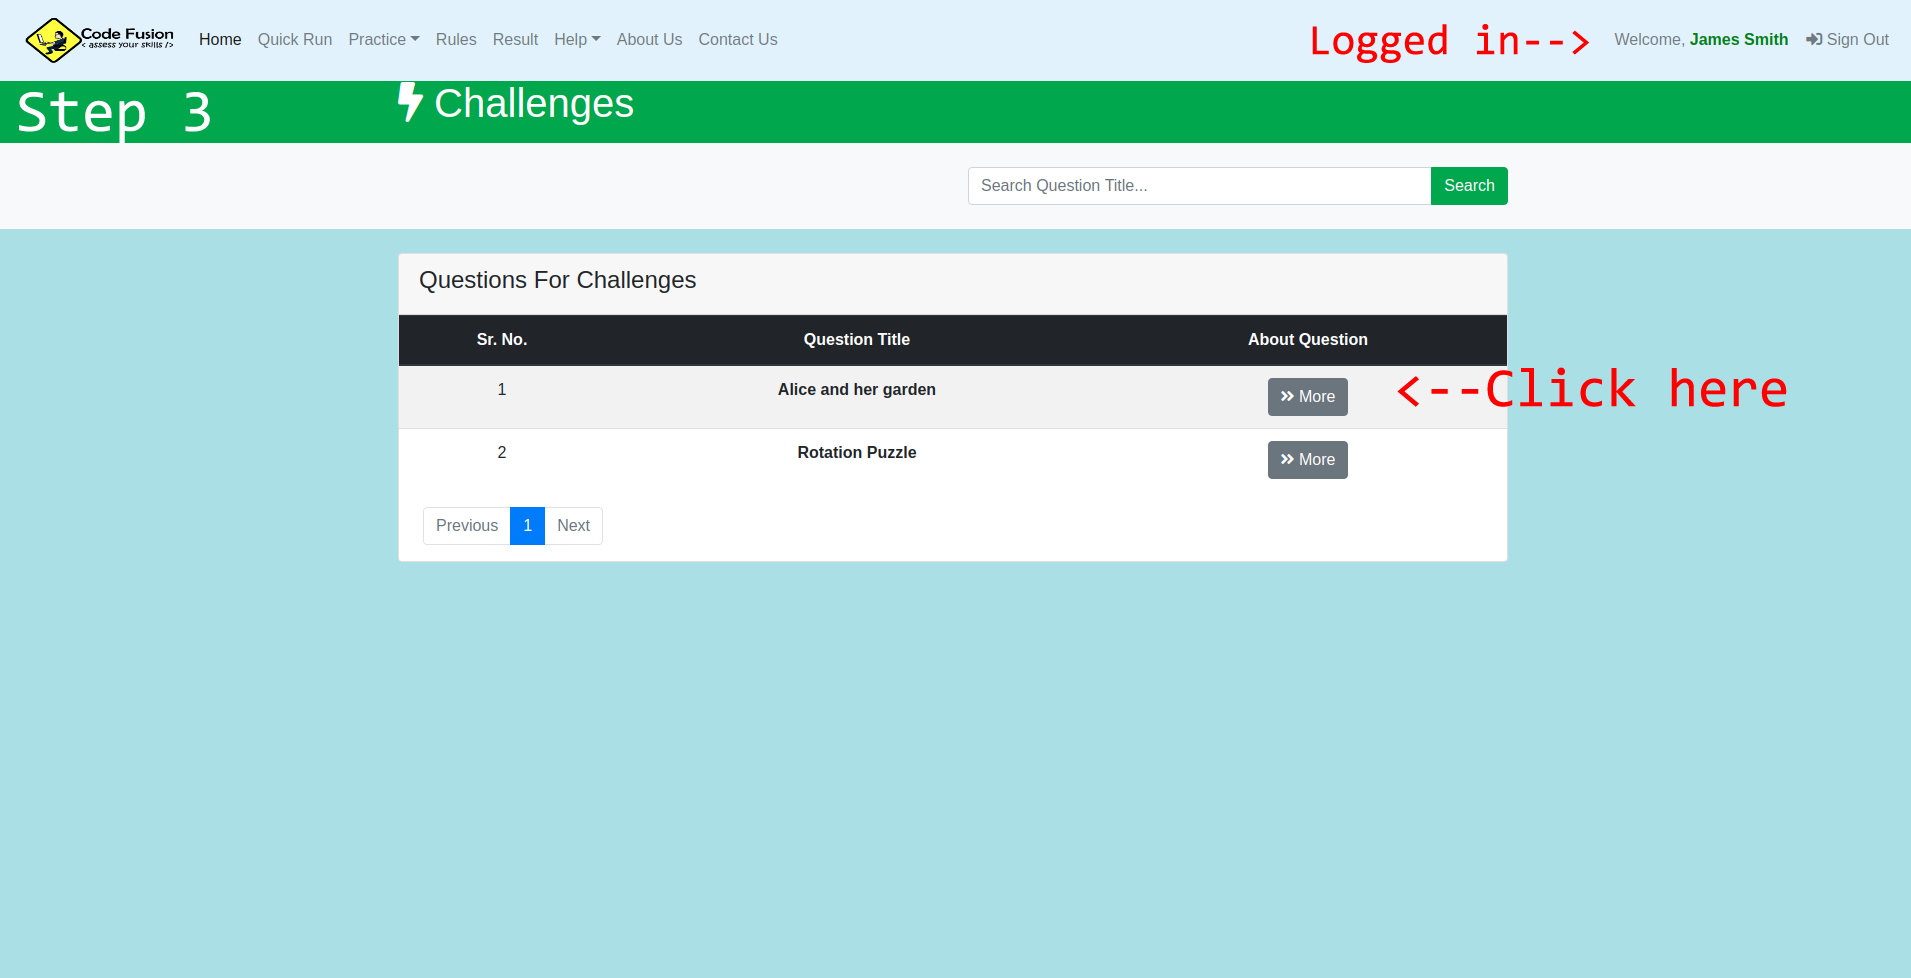 Code Fusion
< assess your skills />
Home Quick Run Practice Rules Result Help About Us Contact Us Logged in--> Welcome, James Smith Sign Out
Step 3 Challenges
Search Question Title... Search
Questions For Challenges
Sr. No. Question Title About Question
1 Alice and her garden More <--Click here
2 Rotation Puzzle More
Previous 1 Next